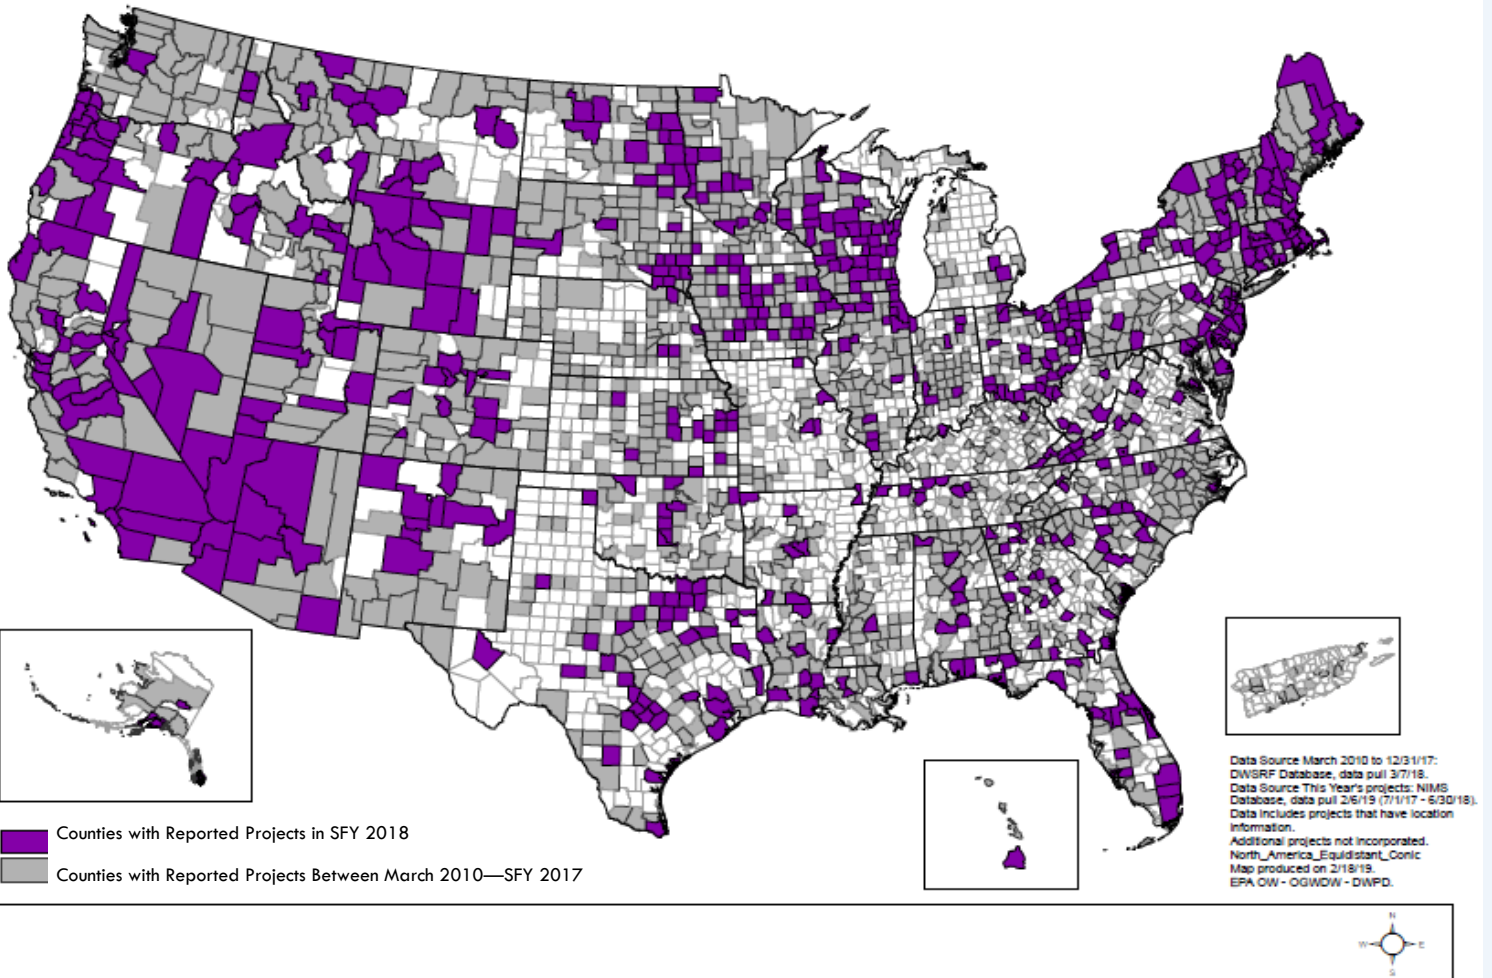 Counties with Reported Projects in SFY 2018
Counties with Reported Projects Between March 2010—SFY 2017
Data Source March 2010 to 12/31/17:
DWSRF Database, data pull 3/7/18.
Data Source This Year's projects: NIMS
Database, data pull 2/6/19 (7/1/17 - 6/30/18).
Data includes projects that have location
information.
Additional projects not incorporated.
North_America_Equidistant_Conic
Map produced on 2/18/19.
EPA OW - OGWDW - DWPD.
N
W E
S